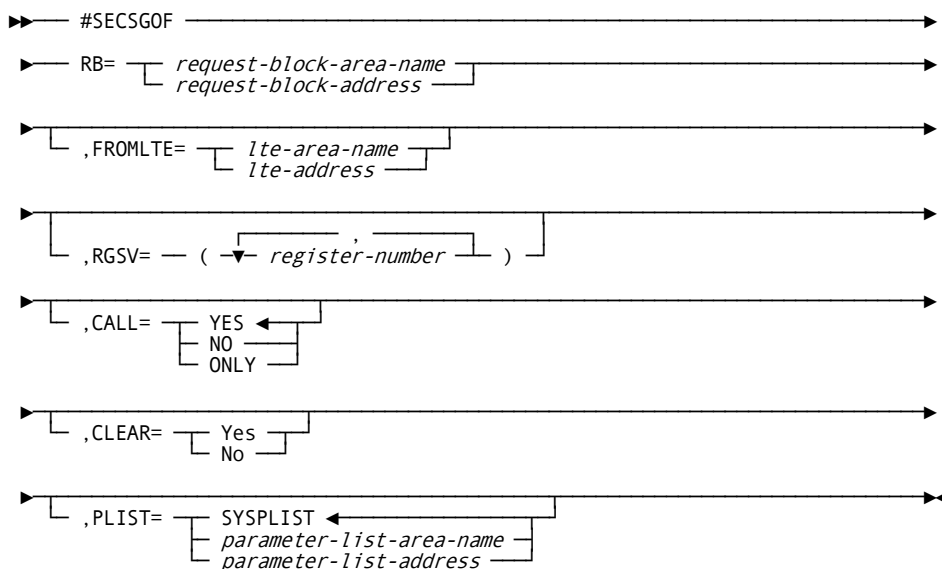 #SECSGOF
RB= request-block-area-name
request-block-address
,FROMLTE= lte-area-name
lte-address
,
,RGSV= ( register-number )
,CALL= YES
NO
ONLY
,CLEAR= Yes
No
,PLIST= SYSPLIST
parameter-list-area-name
parameter-list-address